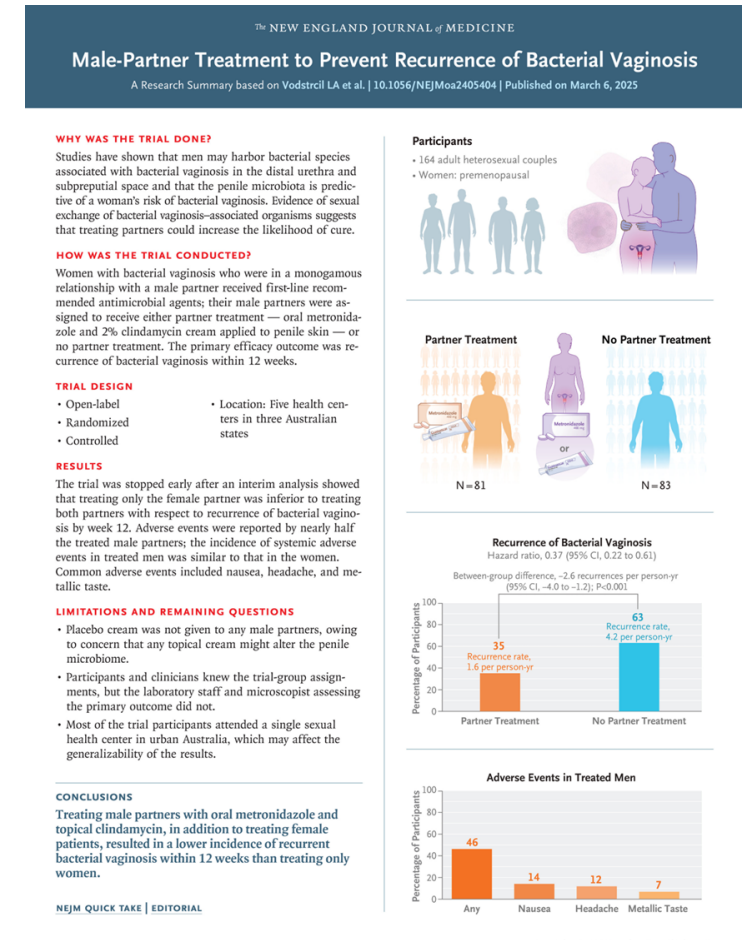 The NEW ENGLAND JOURNAL of MEDICINE
Male-Partner Treatment to Prevent Recurrence of Bacterial Vaginosis
A Research Summary based on Vodstrcil LA et al. | 10.1056/NEJMoa2405404 | Published on March 6, 2025
WHY WAS THE TRIAL DONE?
Studies have shown that men may harbor bacterial species
associated with bacterial vaginosis in the distal urethra and
subpreputial space and that the penile microbiota is predic-
tive of a woman's risk of bacterial vaginosis. Evidence of sexual
exchange of bacterial vaginosis–associated organisms suggests
that treating partners could increase the likelihood of cure.
HOW WAS THE TRIAL CONDUCTED?
Women with bacterial vaginosis who were in a monogamous
relationship with a male partner received first-line recom-
mended antimicrobial agents; their male partners were as-
signed to receive either partner treatment — oral metronida-
zole and 2% clindamycin cream applied to penile skin — or
no partner treatment. The primary efficacy outcome was re-
currence of bacterial vaginosis within 12 weeks.
TRIAL DESIGN
• Open-label
• Randomized
• Controlled
• Location: Five health cen-
ters in three Australian
states
RESULTS
The trial was stopped early after an interim analysis showed
that treating only the female partner was inferior to treating
both partners with respect to recurrence of bacterial vagino-
sis by week 12. Adverse events were reported by nearly half
the treated male partners; the incidence of systemic adverse
events in treated men was similar to that in the women.
Common adverse events included nausea, headache, and me-
tallic taste.
LIMITATIONS AND REMAINING QUESTIONS
• Placebo cream was not given to any male partners, owing
to concern that any topical cream might alter the penile
microbiome.
• Participants and clinicians knew the trial-group assign-
ments, but the laboratory staff and microscopist assessing
the primary outcome did not.
• Most of the trial participants attended a single sexual
health center in urban Australia, which may affect the
generalizability of the results.
CONCLUSIONS
Treating male partners with oral metronidazole and
topical clindamycin, in addition to treating female
patients, resulted in a lower incidence of recurrent
bacterial vaginosis within 12 weeks than treating only
women.
NEJM QUICK TAKE | EDITORIAL
Participants
• 164 adult heterosexual couples
• Women: premenopausal
Partner Treatment
No Partner Treatment
Metronidazole
Metronidazole
or
N=81
N=83
Recurrence of Bacterial Vaginosis
Hazard ratio, 0.37 (95% CI, 0.22 to 0.61)
Between-group difference, –2.6 recurrences per person-yr
(95% CI, –4.0 to –1.2); P<0.001
Percentage of Participants
100
80
60
40
20
0
35
Recurrence rate,
1.6 per person-yr
63
Recurrence rate,
4.2 per person-yr
Partner Treatment
No Partner Treatment
Adverse Events in Treated Men
Percentage of Participants
100
80
60
40
20
0
46
14
12
7
Any
Nausea
Headache
Metallic Taste